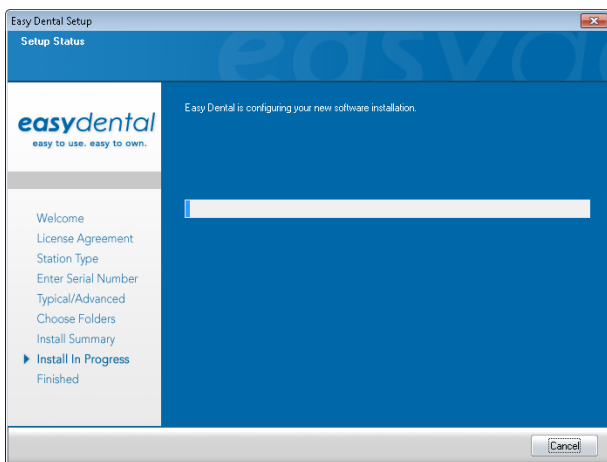 Easy Dental Setup
Setup Status
easyde
easydental
easy to use. easy to own.
Easy Dental is configuring your new software installation.
Welcome
License Agreement
Station Type
Enter Serial Number
Typical/Advanced
Choose Folders
Install Summary
Install In Progress
Finished
Cancel